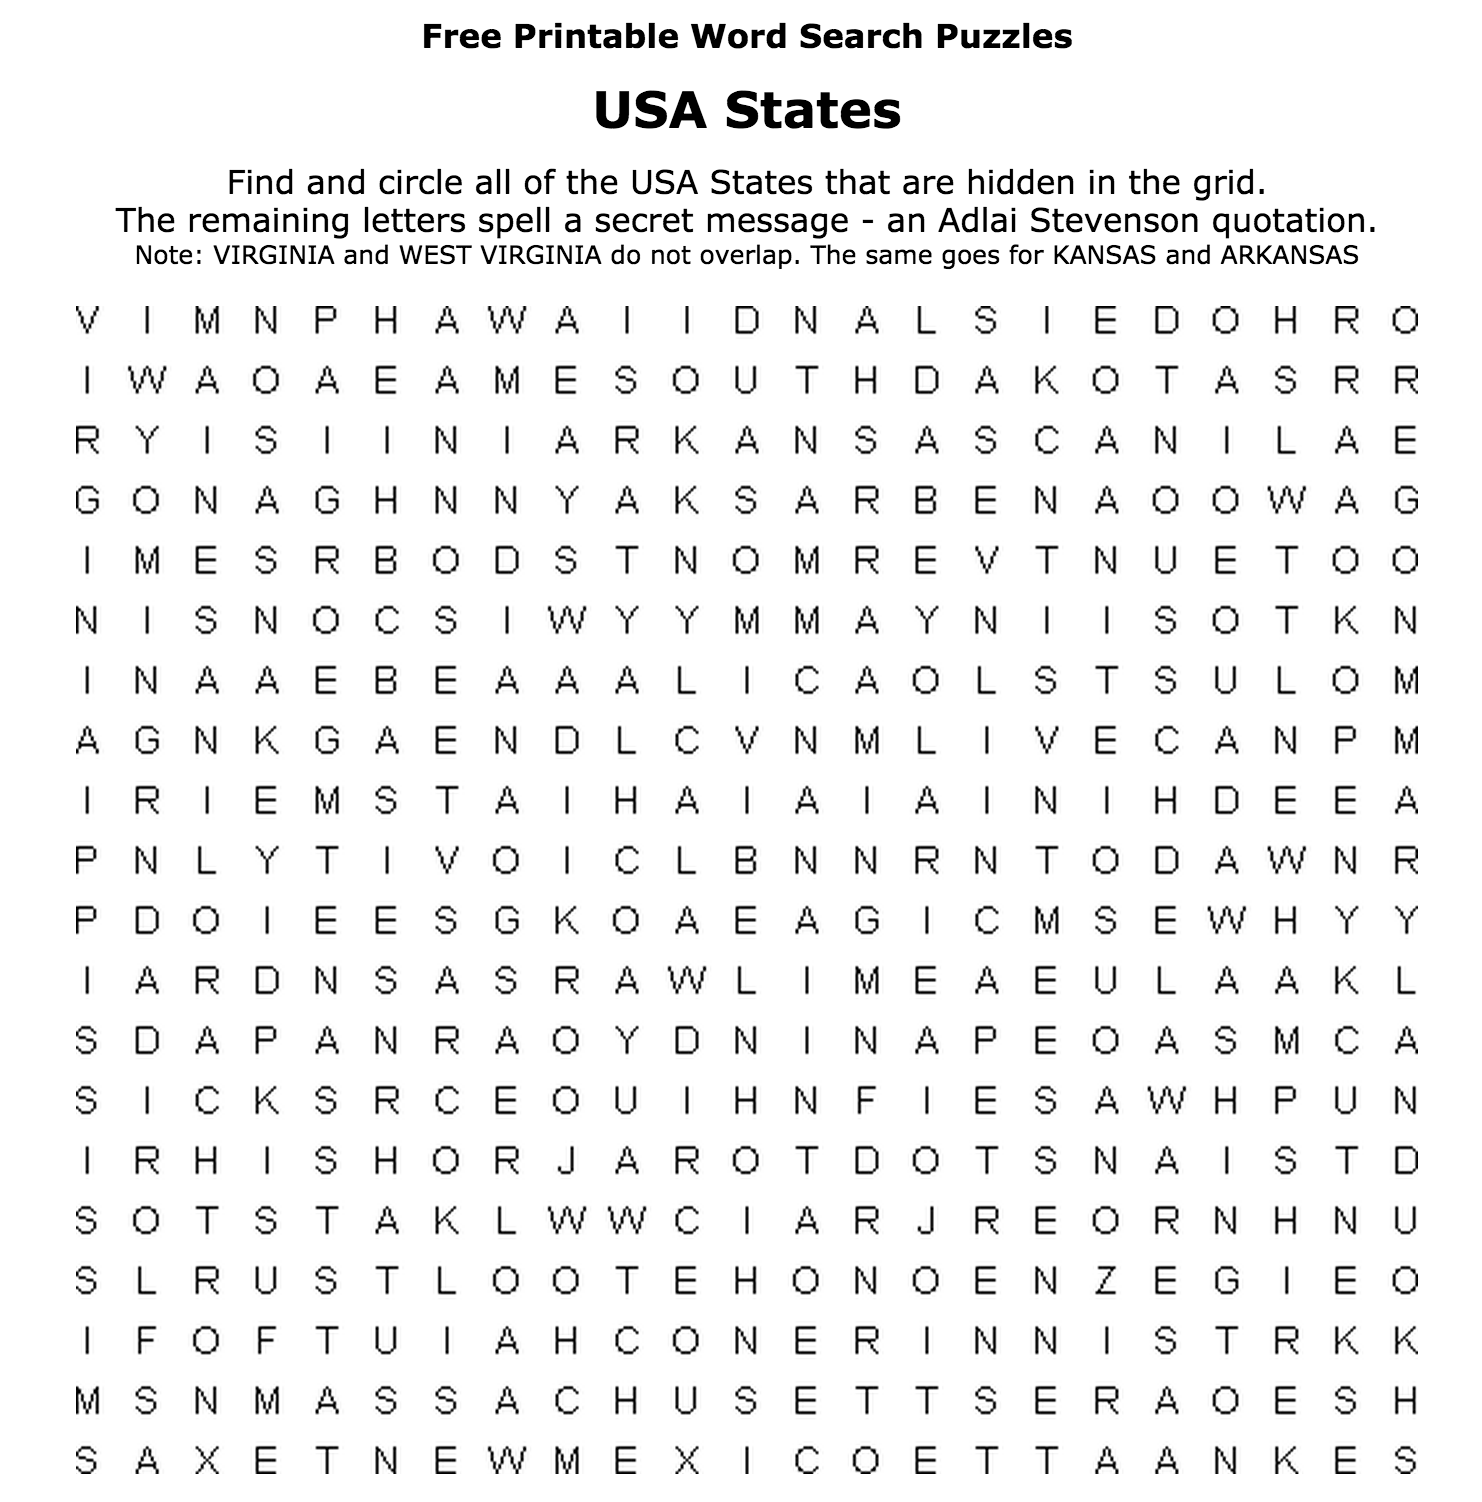 Free Printable Word Search Puzzles
USA States
Find and circle all of the USA States that are hidden in the grid.
The remaining letters spell a secret message - an Adlai Stevenson quotation.
Note: VIRGINIA and WEST VIRGINIA do not overlap. The same goes for KANSAS and ARKANSAS
V I M N P H A W A I I D N A L S I E D O H R O
I W A O A E A M E S O U T H D A K O T A S R R
R Y I S I I N I A R K A N S A S C A N I L A E
G O N A G H N N Y A K S A R B E N A O O W A G
I M E S R B O D S T N O M R E V T N U E T O O
N I S N O C S I W Y Y M M A Y N I I S O T K N
I N A A E B E A A A L I C A O L S T S U L O M
A G N K G A E N D L C V N M L I V E C A N P M
I R I E M S T A I H A I A I A I N I H D E E A
P N L Y T I V O I C L B N N R N T O D A W N R
P D O I E E S G K O A E A G I C M S E W H Y Y
I A R D N S A S R A W L I M E A E U L A A K L
S D A P A N R A O Y D N I N A P E O A S M C A
S I C K S R C E O U I H N F I E S A W H P U N
I R H I S H O R J A R O T D O T S N A I S T D
S O T S T A K L W W C I A R J R E O R N H N U
S L R U S T L O O T E H O N O E N Z E G I E O
I F O F T U I A H C O N E R I N N I S T R K K
M S N M A S S A C H U S E T T S E R A O E S H
S A X E T N E W M E X I C O E T T A A N K E S